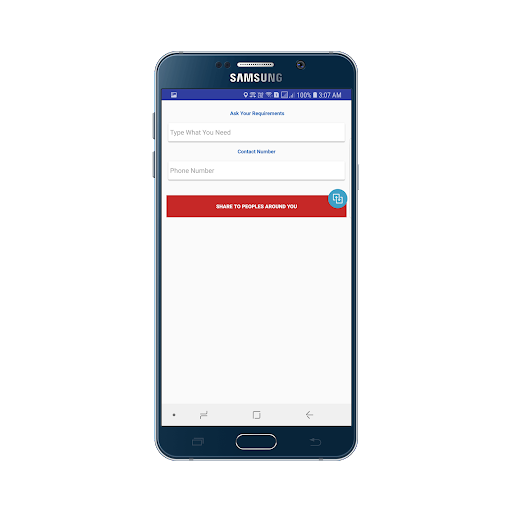 SAMSUNG
100% 3:07 AM
Ask Your Requirements
Type What You Need
Contact Number
Phone Number
SHARE TO PEOPLES AROUND YOU